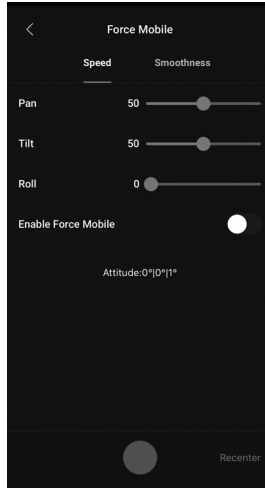 Force Mobile
Speed Smoothness
Pan 50
Tilt 50
Roll 0
Enable Force Mobile
Attitude:0°|0°|1°
Recenter